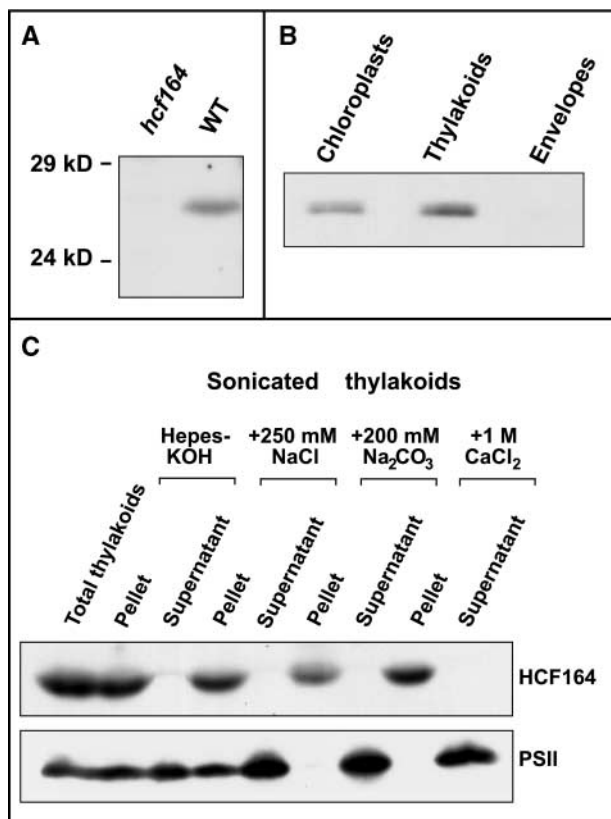 A
hcf164
WT
29 kD
24 kD
B
Chloroplasts
Thylakoids
Envelopes
C
Sonicated thylakoids
Hepes-
KOH
+250 mM
NaCl
+200 mM
Na₂CO₃
+1 M
CaCl₂
Total thylakoids
Pellet
Supernatant
Pellet
Supernatant
Pellet
Supernatant
Pellet
Supernatant
HCF164
PSII